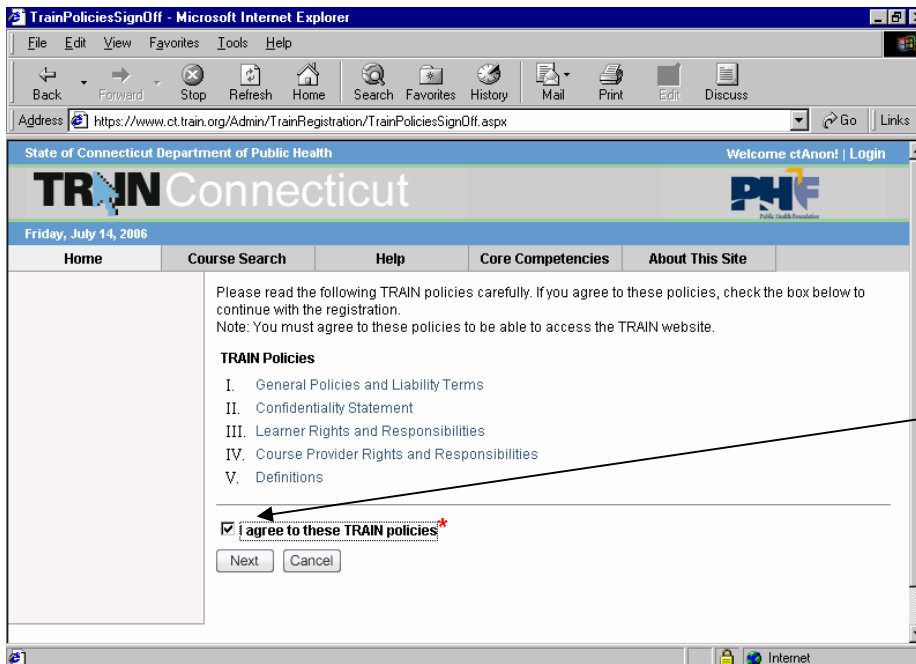 TrainPoliciesSignOff - Microsoft Internet Explorer
File Edit View Favorites Tools Help
Back Forward Stop Refresh Home Search Favorites History Mail Print Edit Discuss
Address https://www.ct.train.org/Admin/TrainRegistration/TrainPoliciesSignOff.aspx Go Links
State of Connecticut Department of Public Health Welcome ctAnon! | Login
TRAIN Connecticut PHF
Public Health Foundation
Friday, July 14, 2006
Home Course Search Help Core Competencies About This Site
Please read the following TRAIN policies carefully. If you agree to these policies, check the box below to
continue with the registration.
Note: You must agree to these policies to be able to access the TRAIN website.
TRAIN Policies
I. General Policies and Liability Terms
II. Confidentiality Statement
III. Learner Rights and Responsibilities
IV. Course Provider Rights and Responsibilities
V. Definitions
I agree to these TRAIN policies*
Next Cancel
Internet